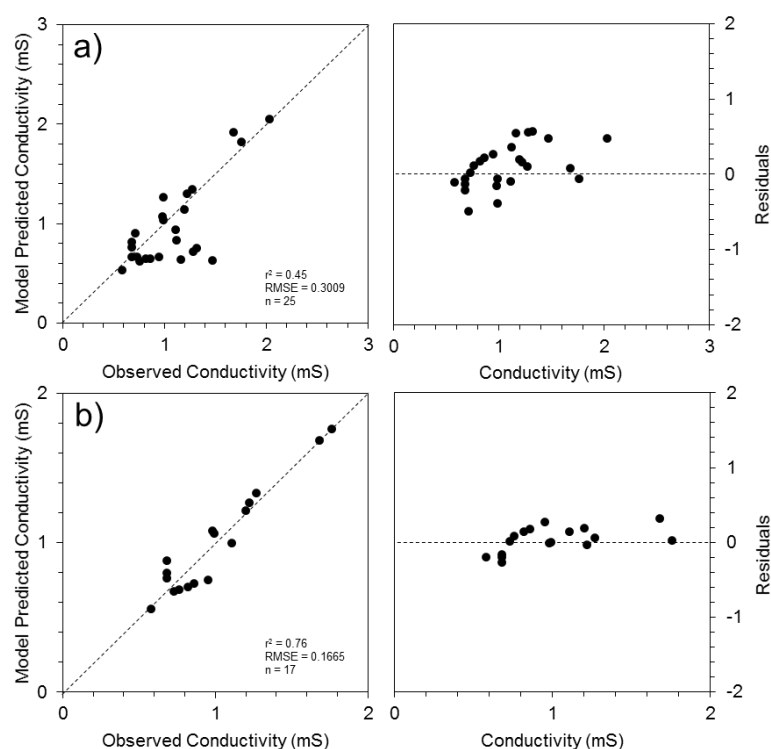 a)
Model Predicted Conductivity (mS)
3
2
1
0
r² = 0.45
RMSE = 0.3009
n = 25
0 1 2 3
Observed Conductivity (mS)
2
1
0
-1
-2
Residuals
0 1 2 3
Conductivity (mS)
b)
Model Predicted Conductivity (mS)
2
1
0
r² = 0.76
RMSE = 0.1665
n = 17
0 1 2
Observed Conductivity (mS)
2
1
0
-1
-2
Residuals
0 1 2 3
Conductivity (mS)